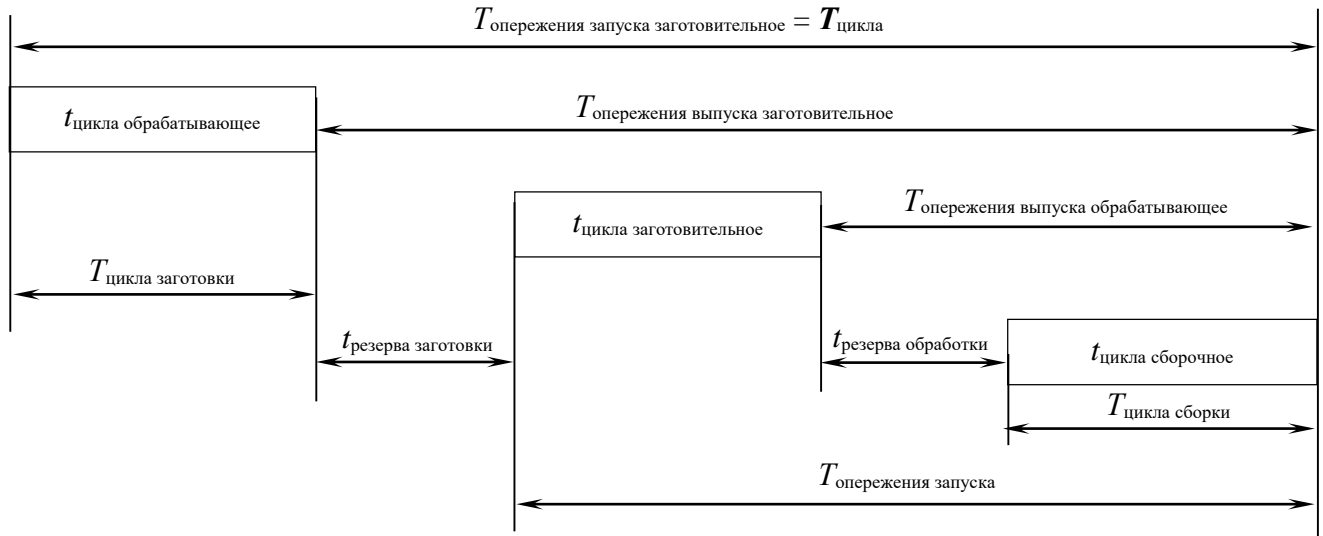 Tопережения запуска заготовительное = Tцикла
tцикла обрабатывающее
Tопережения выпуска заготовительное
tцикла заготовительное
Tопережения выпуска обрабатывающее
Tцикла заготовки
tрезерва заготовки
tрезерва обработки
tцикла сборочное
Tцикла сборки
Tопережения запуска